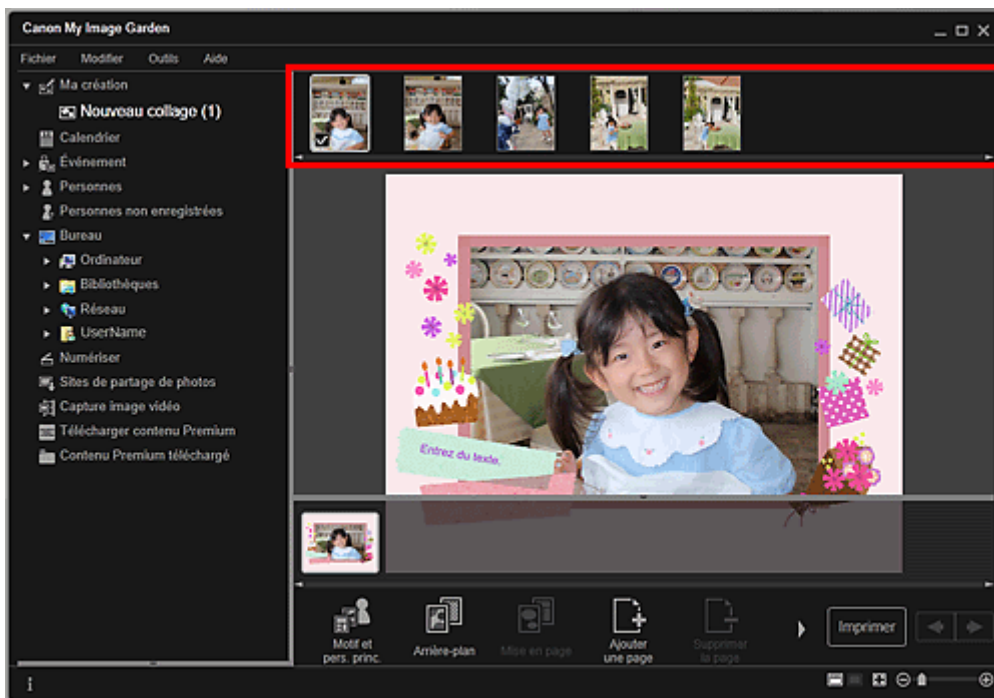 Canon My Image Garden
Fichier Modifier Outils Aide
Ma création
Nouveau collage (1)
Calendrier
Événement
Personnes
Personnes non enregistrées
Bureau
Ordinateur
Bibliothèques
Réseau
UserName
Numériser
Sites de partage de photos
Capture image vidéo
Télécharger contenu Premium
Contenu Premium téléchargé
Entrez du texte.
Motif et
pers. princ.
Arrière-plan
Mise en page
Ajouter
une page
Supprimer
la page
Imprimer